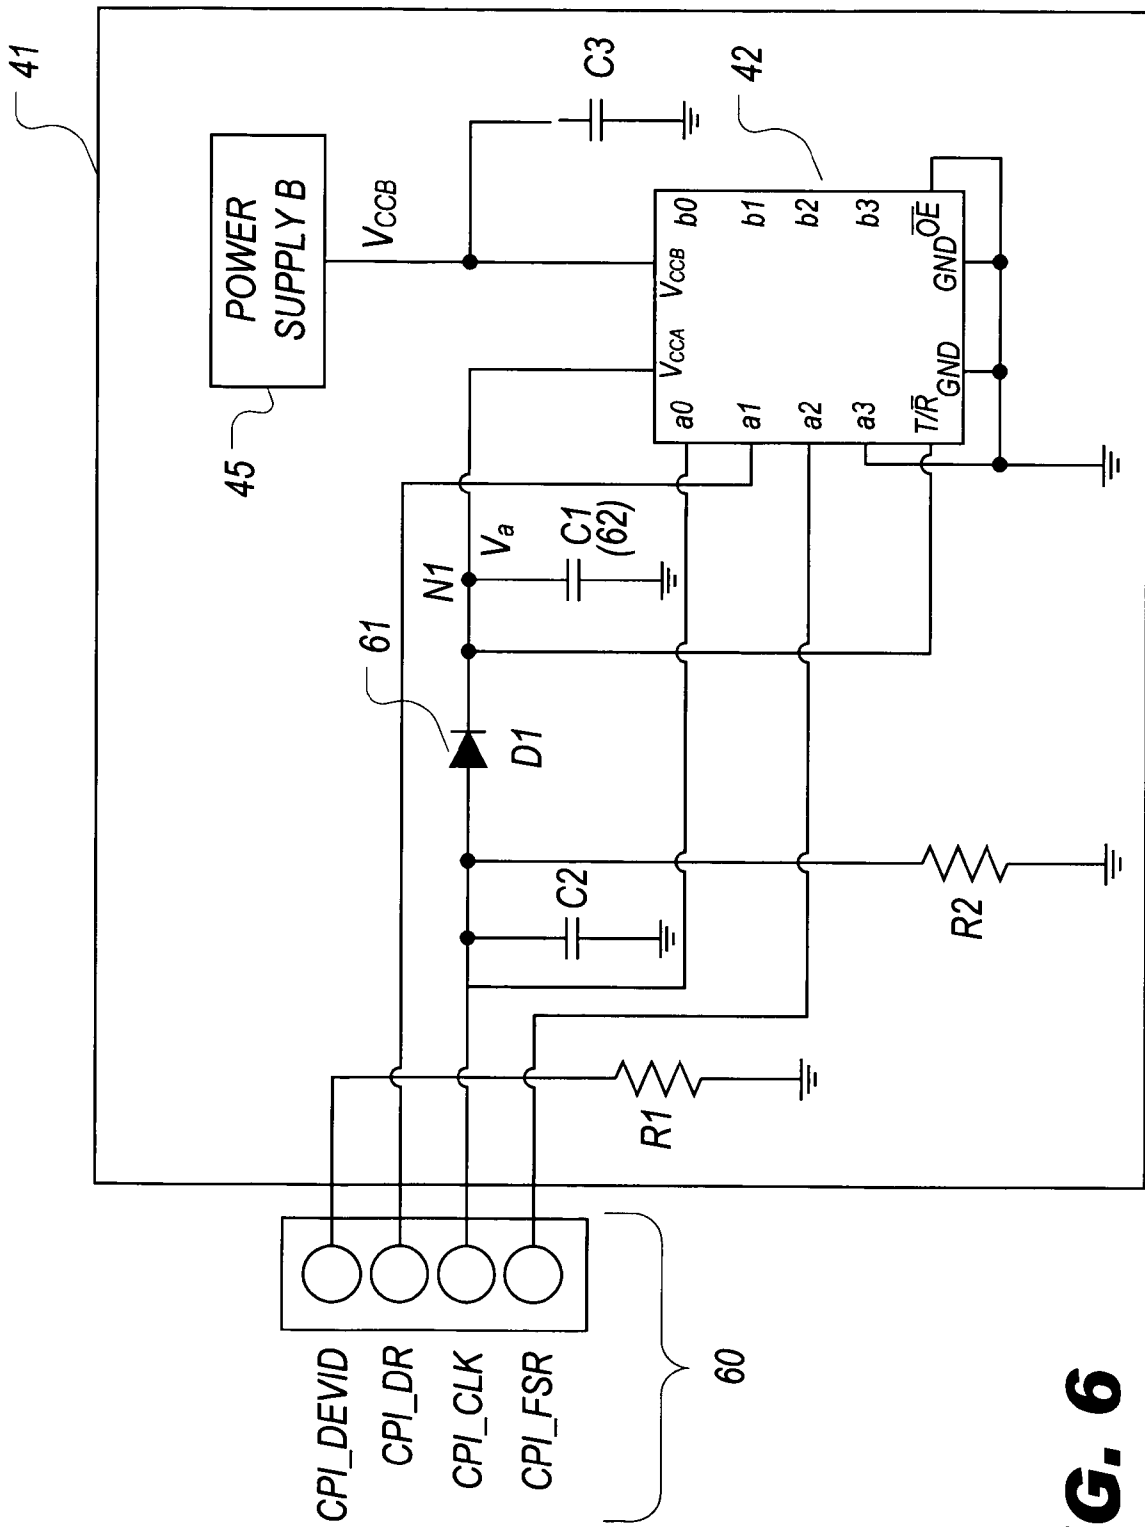 41
POWER
SUPPLY B
45
VCCB
C3
42
VCCA
VCCB
a0
a1
a2
a3
T/R̅
GND
GND
O̅E̅
b0
b1
b2
b3
61
N1
Va
C1
(62)
D1
C2
R2
R1
CPI_DEVID
CPI_DR
CPI_CLK
CPI_FSR
60
G. 6